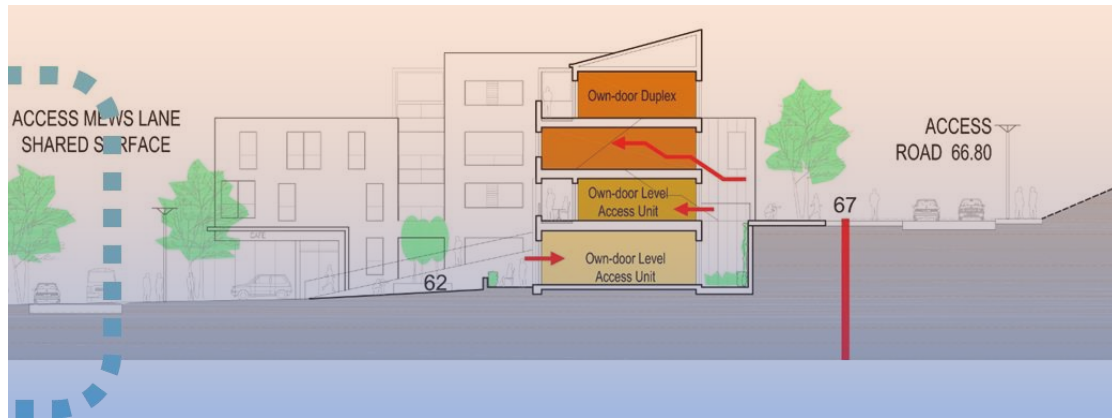 ACCESS MEWS LANE
SHARED SURFACE
CAFE
62
Own-door Duplex
Own-door Level
Access Unit
Own-door Level
Access Unit
67
ACCESS
ROAD 66.80